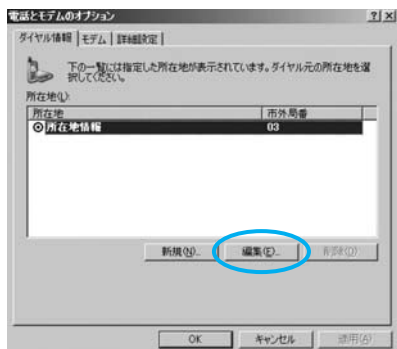 電話とモデムのオプション ? ×
ダイヤル情報 モデム 詳細設定
下の一覧には指定した所在地が表示されています。ダイヤル元の所在地を選
択してください。
所在地(L):
所在地 市外局番
所在地情報 03
新規(N)... 編集(E)... 削除(D)
OK キャンセル 適用(A)